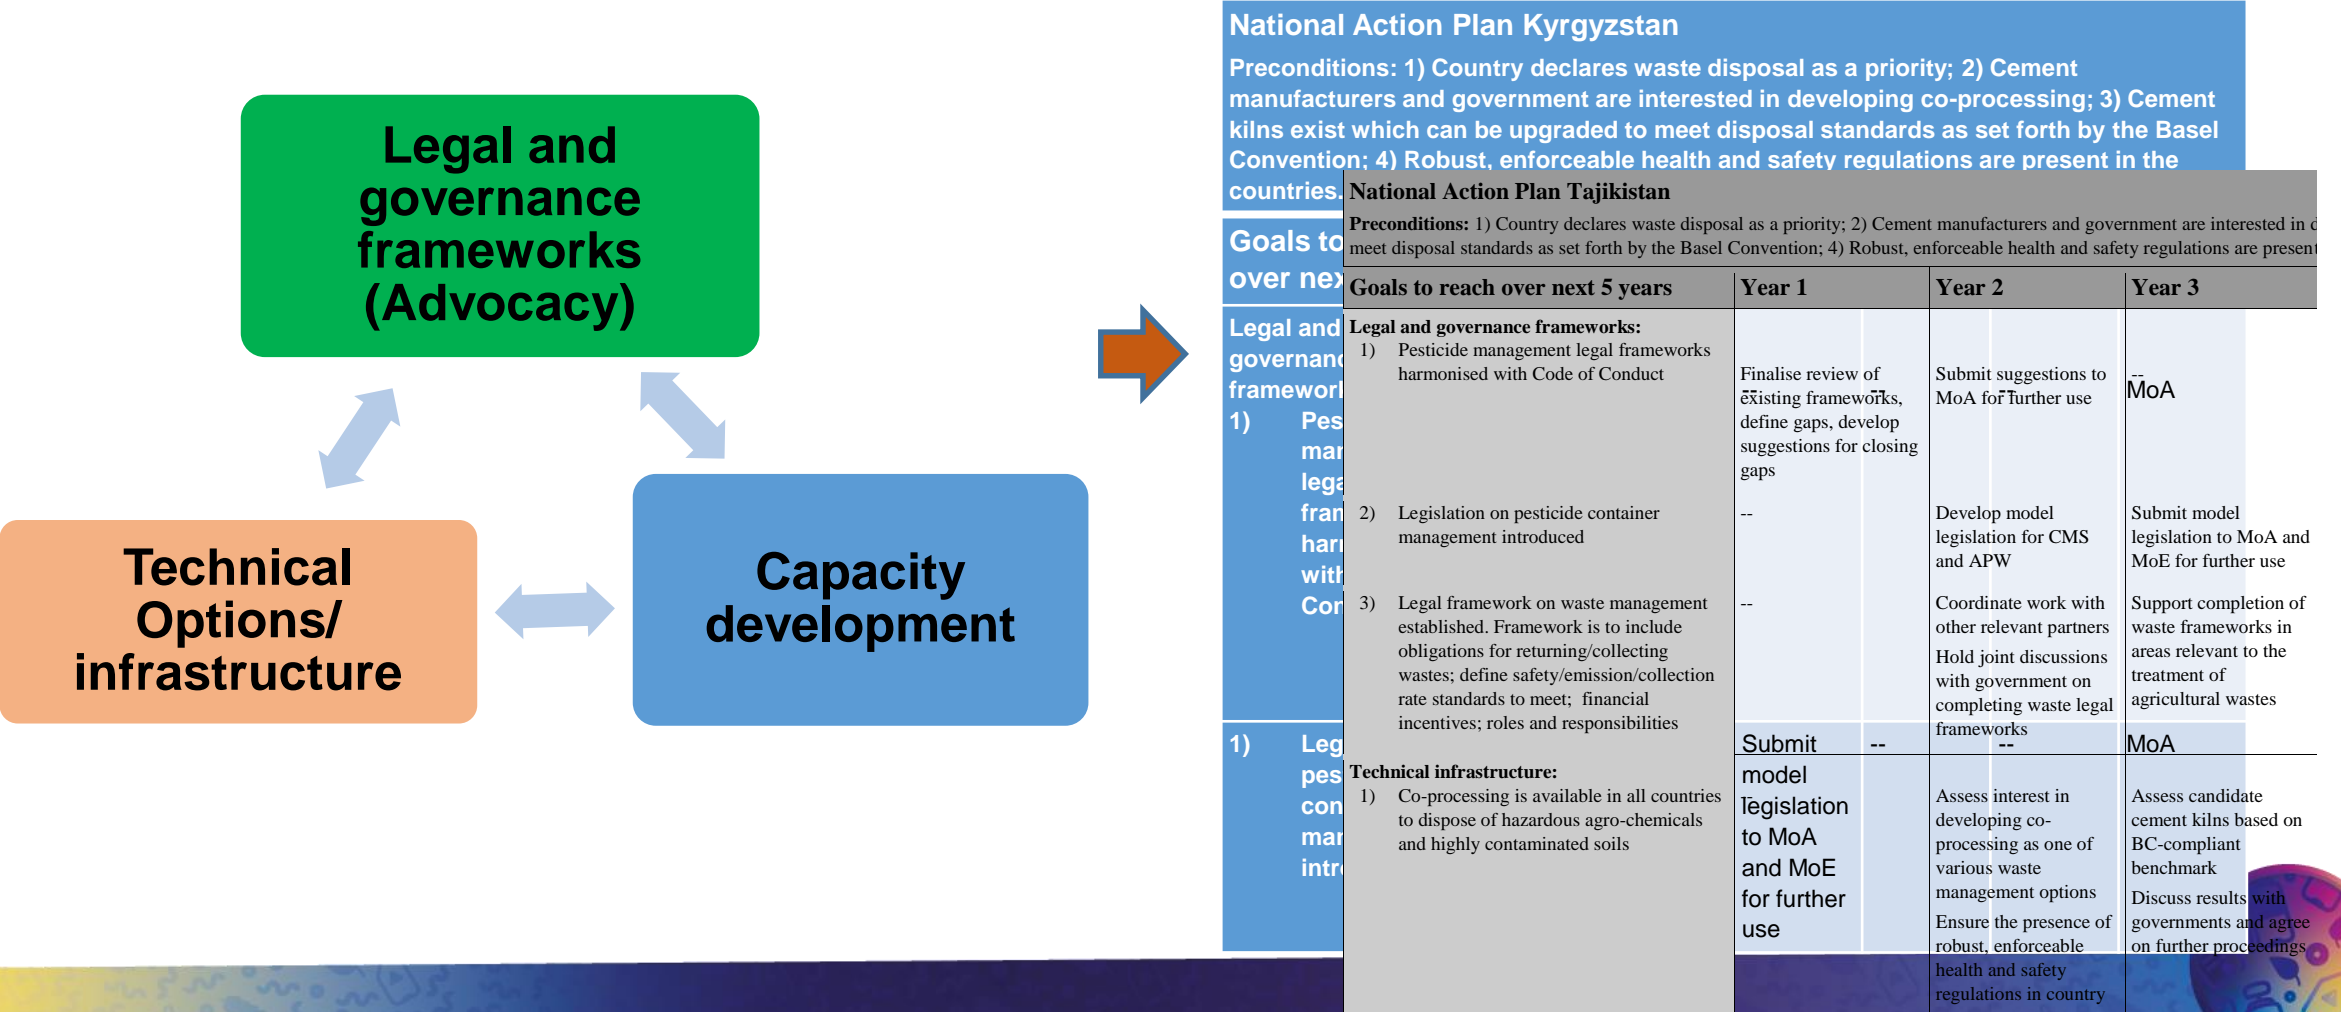 Legal and
governance
frameworks
(Advocacy)
Technical
Options/
infrastructure
Capacity
development
National Action Plan Kyrgyzstan
Preconditions: 1) Country declares waste disposal as a priority; 2) Cement
manufacturers and government are interested in developing co-processing; 3) Cement
kilns exist which can be upgraded to meet disposal standards as set forth by the Basel
Convention; 4) Robust, enforceable health and safety regulations are present in the
countries.
Goals to
over
Legal and
1)
1)
Submit
model
legislation
to MoA
and MoE
for further
use
--
--
MoA
--
--
MoA
National Action Plan Tajikistan
Preconditions: 1) Country declares waste disposal as a priority; 2) Cement manufacturers and government are interested in
meet disposal standards as set forth by the Basel Convention; 4) Robust, enforceable health and safety regulations are present
Goals to reach over next 5 years
Year 1
Year 2
Year 3
Legal and governance frameworks:
1) Pesticide management legal frameworks
harmonised with Code of Conduct
Finalise review of
existing frameworks,
define gaps, develop
suggestions for closing
gaps
Submit suggestions to
MoA for further use
--
2) Legislation on pesticide container
management introduced
--
Develop model
legislation for CMS
and APW
Submit model
legislation to MoA and
MoE for further use
3) Legal framework on waste management
established. Framework is to include
obligations for returning/collecting
wastes; define safety/emission/collection
rate standards to meet; financial
incentives; roles and responsibilities
--
Coordinate work with
other relevant partners
Hold joint discussions
with government on
completing waste legal
frameworks
Support completion of
waste frameworks in
areas relevant to the
treatment of
agricultural wastes
Technical infrastructure:
1) Co-processing is available in all countries
to dispose of hazardous agro-chemicals
and highly contaminated soils
--
Assess interest in
developing co-
processing as one of
various waste
management options
Ensure the presence of
robust, enforceable
health and safety
regulations in country
Assess candidate
cement kilns based on
BC-compliant
benchmark
Discuss results with
governments and agree
on further proceedings